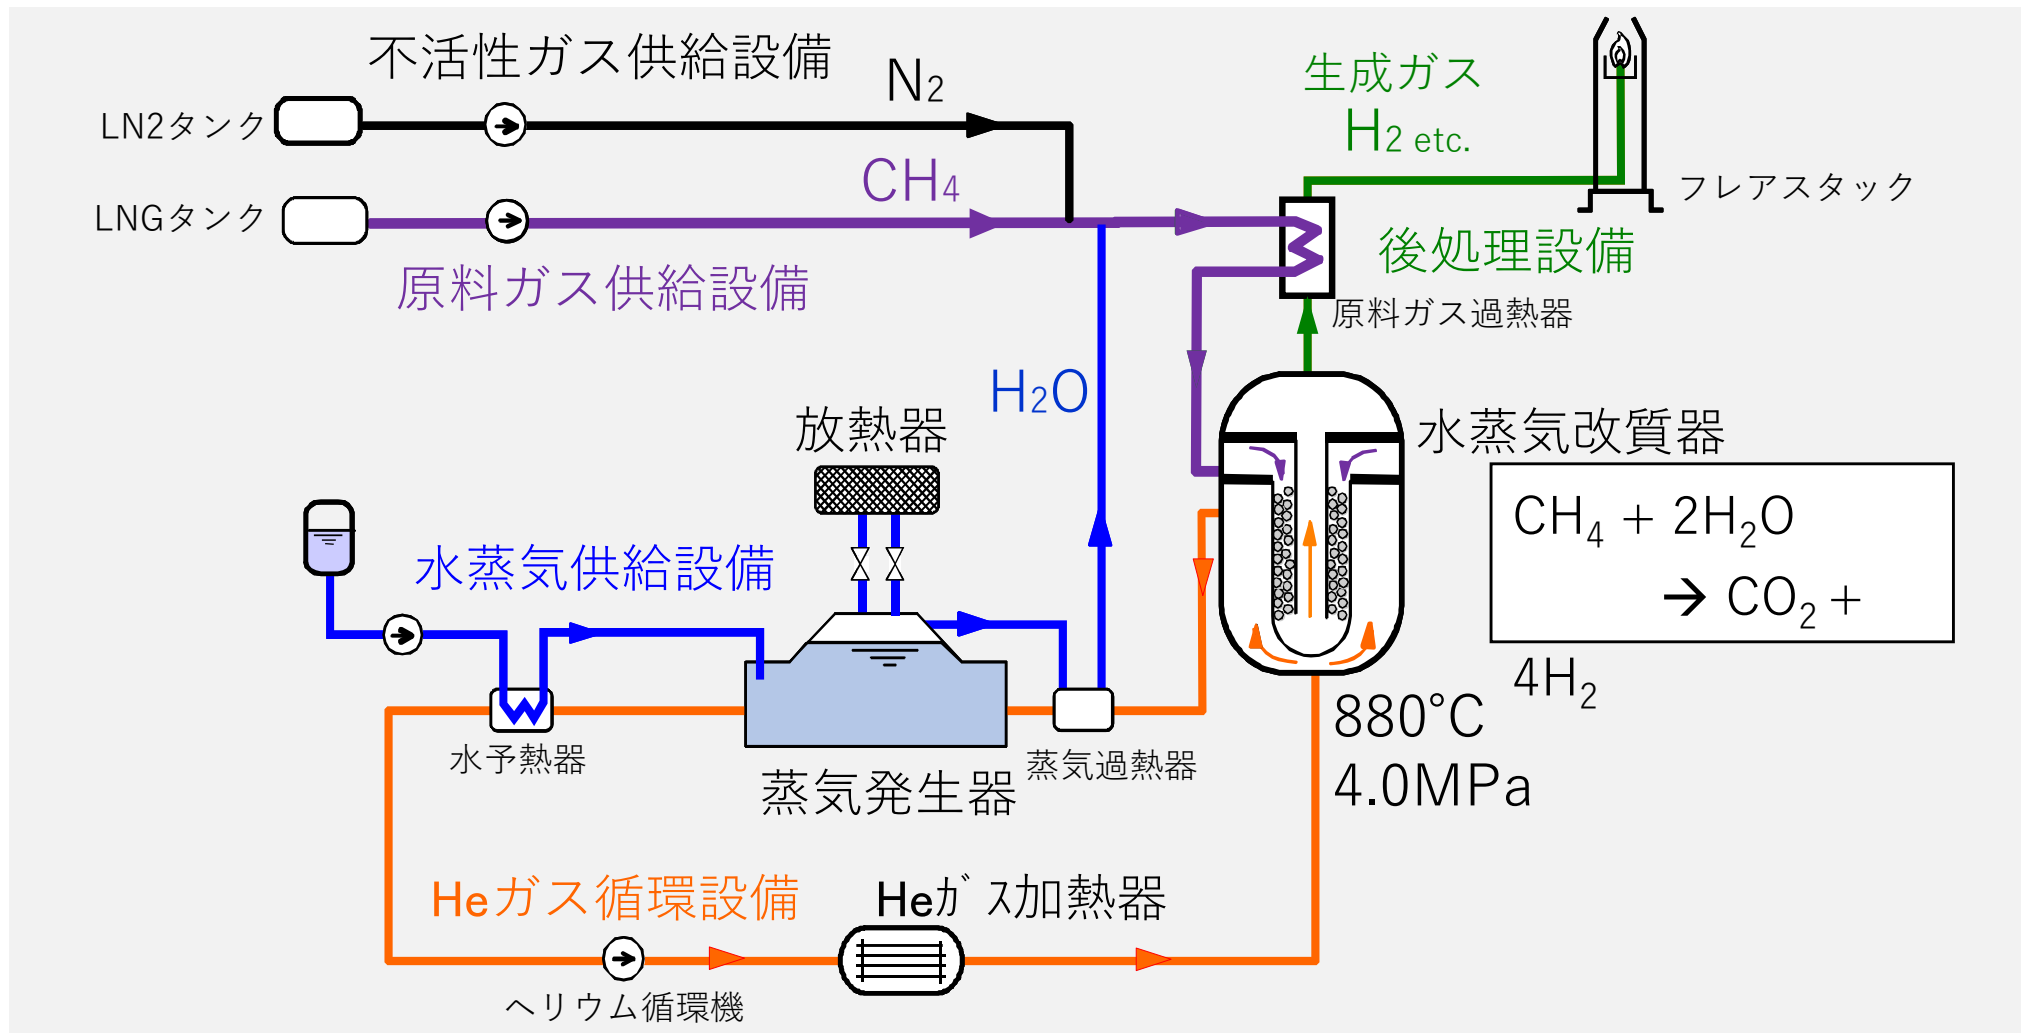 不活性ガス供給設備
N2
LN2タンク
CH4
LNGタンク
原料ガス供給設備
生成ガス
H2 etc.
フレアスタック
後処理設備
原料ガス過熱器
H2O
放熱器
水蒸気改質器
CH4 + 2H2O
→ CO2 +
4H2
水蒸気供給設備
880°C
4.0MPa
水予熱器
蒸気発生器
蒸気過熱器
Heガス循環設備
Heガス加熱器
ヘリウム循環機